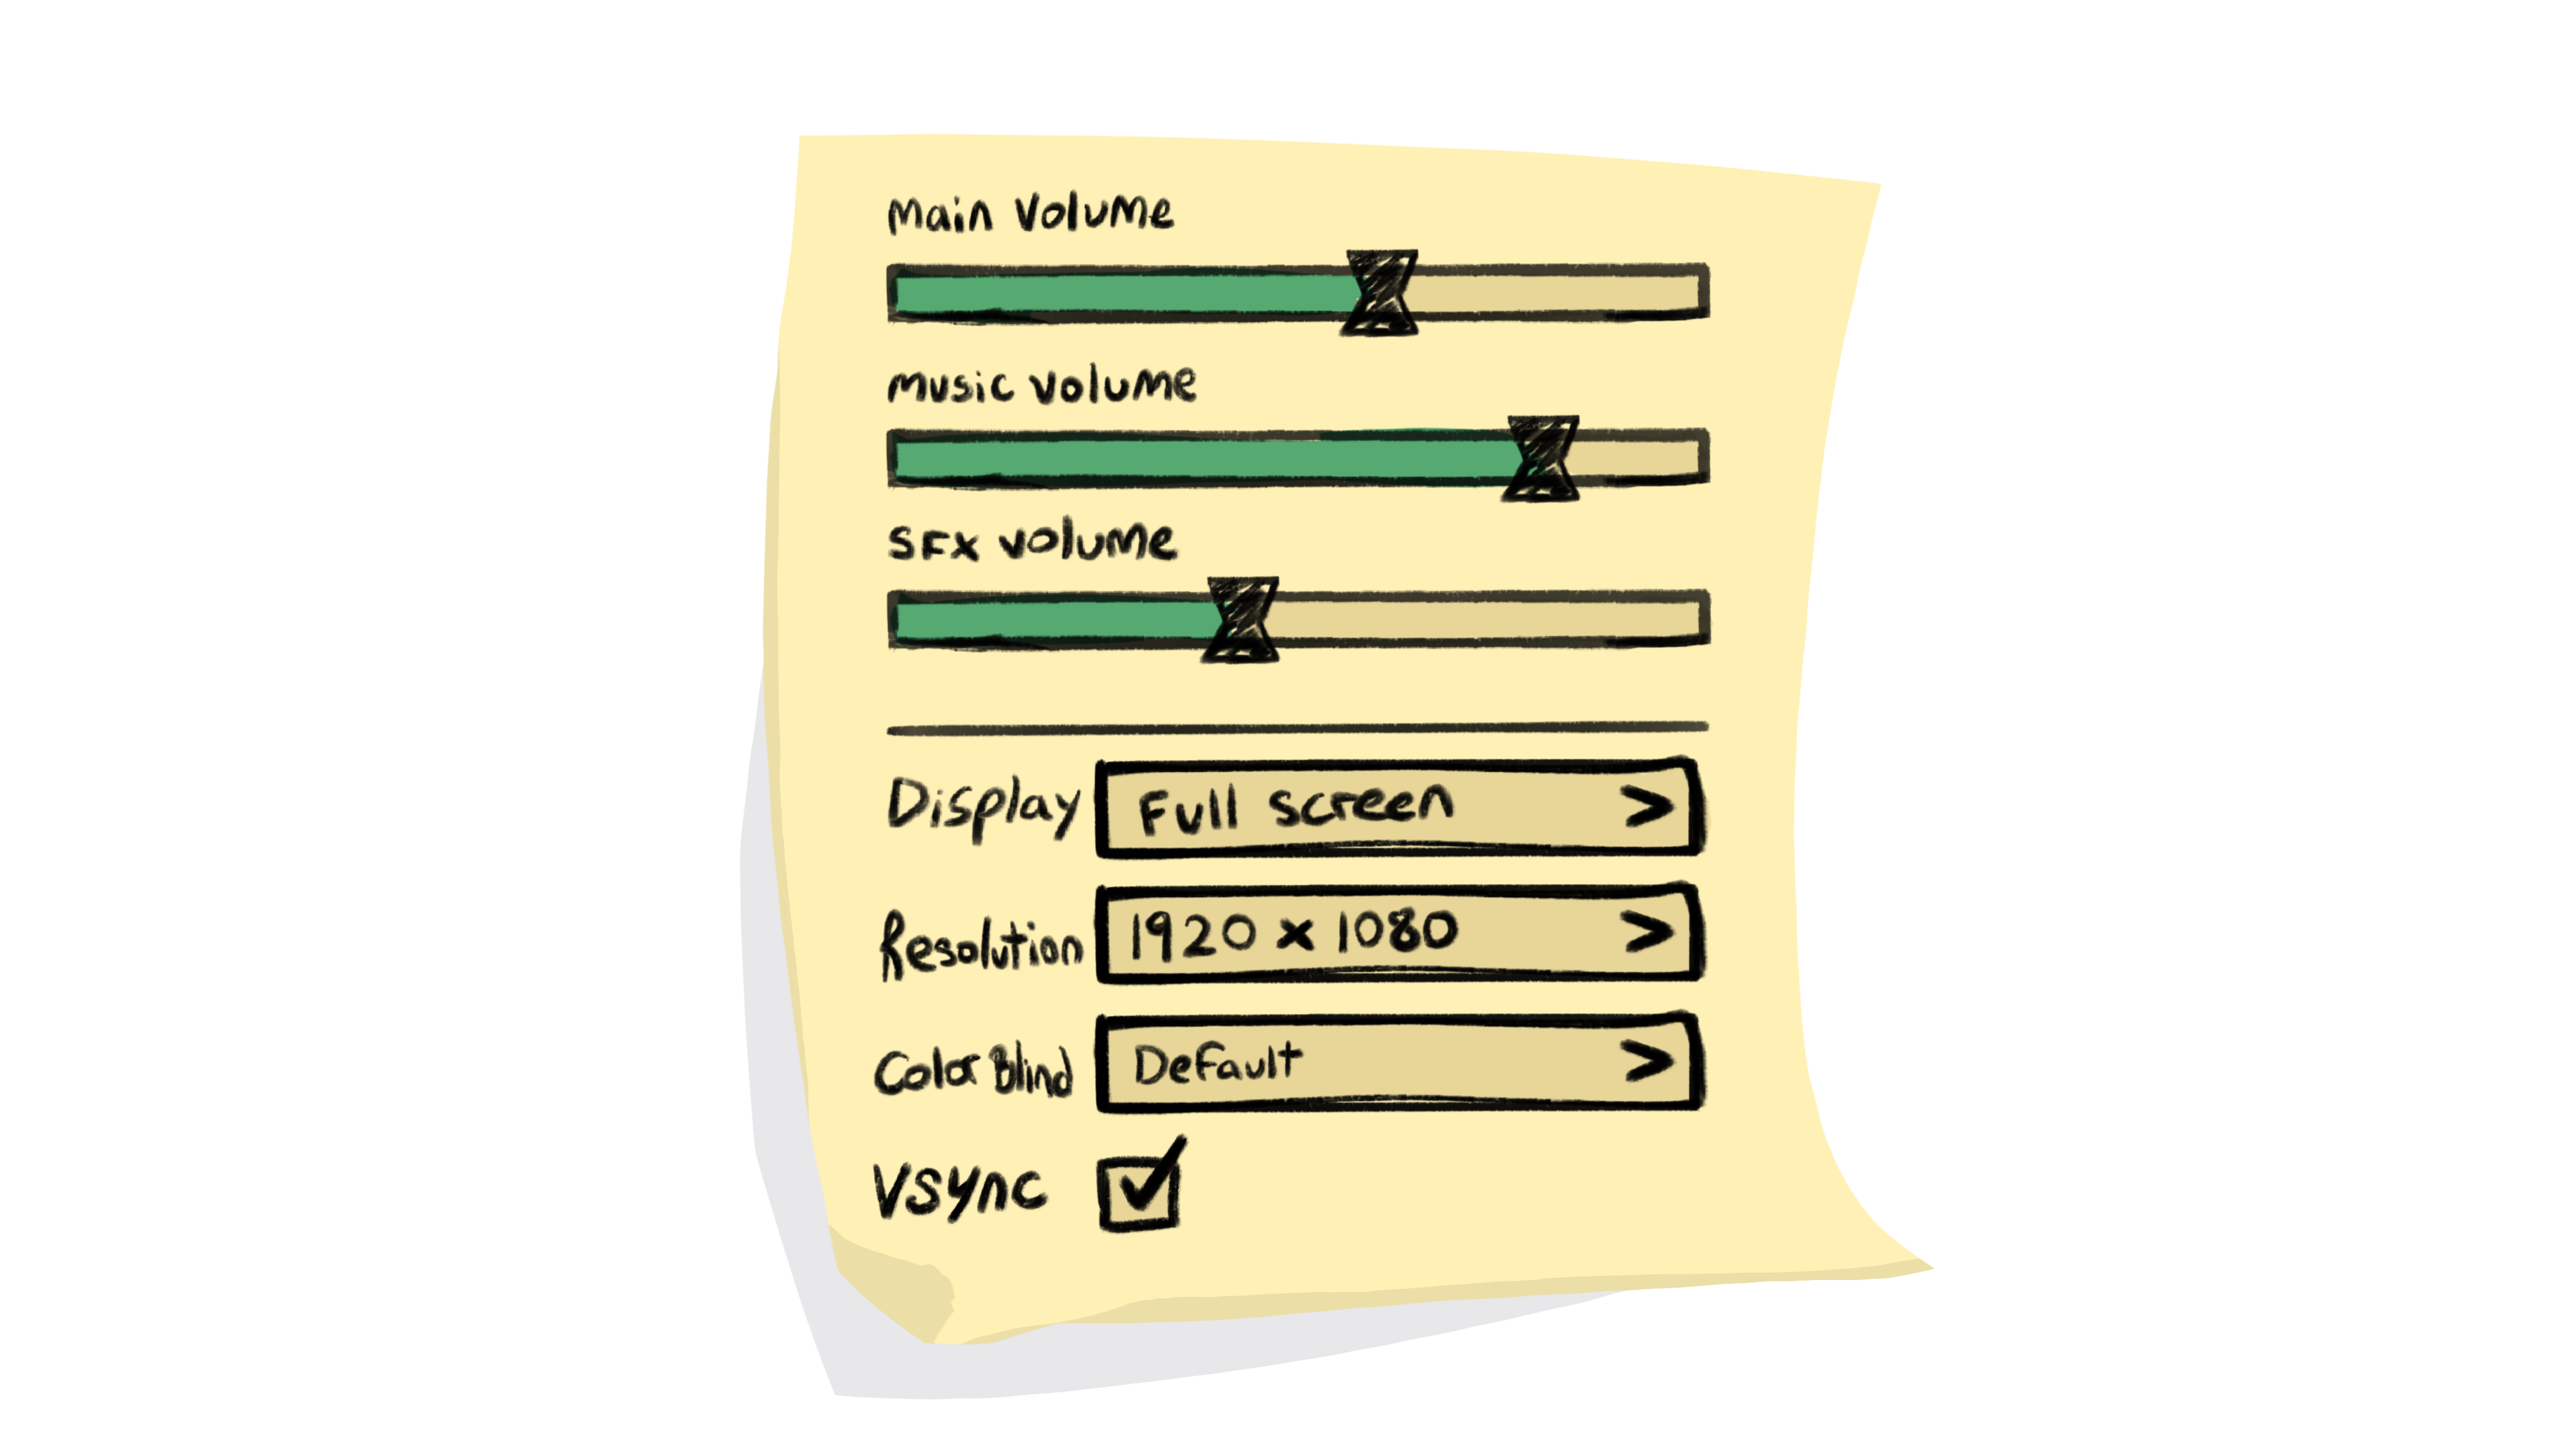 Main Volume
Music Volume
SFX Volume
Display Full Screen >
Resolution 1920 x 1080 >
Color Blind Default >
VSync